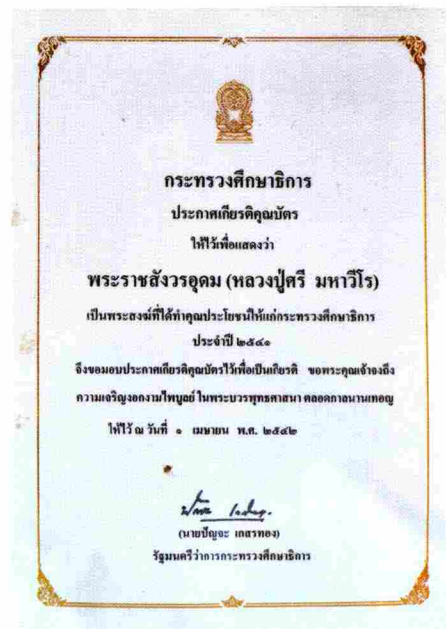 กระทรวงศึกษาธิการ
ประกาศเกียรติคุณบัตร
ให้ไว้เพื่อแสดงว่า
พระราชสังวรอุดม (หลวงปู่ศรี มหาวีโร)
เป็นพระสงฆ์ที่ได้ทำคุณประโยชน์ให้แก่กระทรวงศึกษาธิการ
ประจำปี ๒๕๔๑
จึงขอมอบประกาศเกียรติคุณบัตรไว้เพื่อเป็นเกียรติ ขอพระคุณเจ้าจงถึง
ความเจริญงอกงามไพบูลย์ ในพระบวรพุทธศาสนา ตลอดกาลนานเทอญ
ให้ไว้ ณ วันที่ ๑ เมษายน พ.ศ. ๒๕๔๒
(นายปัญจะ เกสรทอง)
รัฐมนตรีว่าการกระทรวงศึกษาธิการ